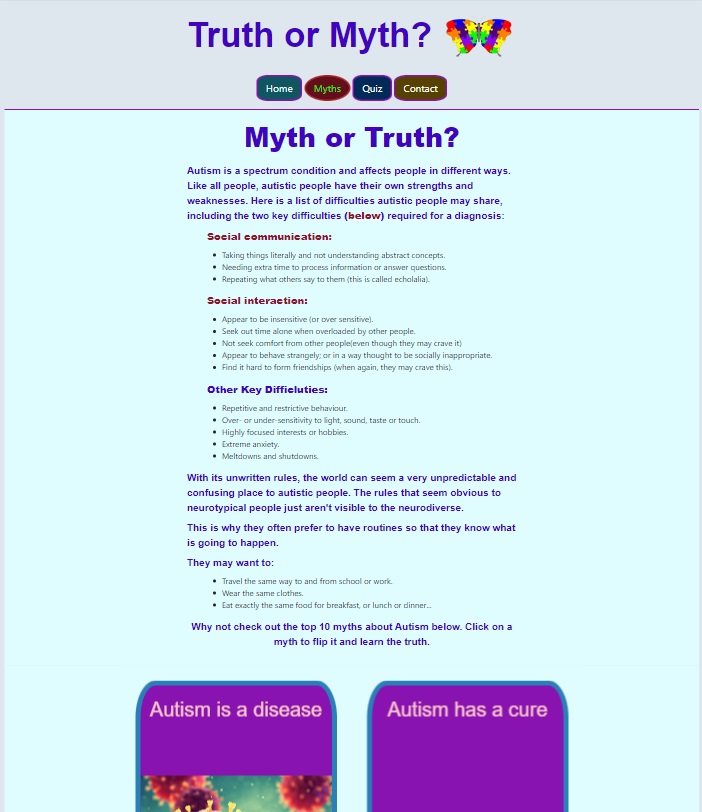 Truth or Myth?
Home Myths Quiz Contact
Myth or Truth?
Autism is a spectrum condition and affects people in different ways.
Like all people, autistic people have their own strengths and
weaknesses. Here is a list of difficulties autistic people may share,
including the two key difficulties (below) required for a diagnosis:
Social communication:
Taking things literally and not understanding abstract concepts.
Needing extra time to process information or answer questions.
Repeating what others say to them (this is called echolalia).
Social interaction:
Appear to be insensitive (or over sensitive).
Seek out time alone when overloaded by other people.
Not seek comfort from other people(even though they may crave it)
Appear to behave strangely; or in a way thought to be socially inappropriate.
Find it hard to form friendships (when again, they may crave this).
Other Key Difficluties:
Repetitive and restrictive behaviour.
Over- or under-sensitivity to light, sound, taste or touch.
Highly focused interests or hobbies.
Extreme anxiety.
Meltdowns and shutdowns.
With its unwritten rules, the world can seem a very unpredictable and
confusing place to autistic people. The rules that seem obvious to
neurotypical people just aren't visible to the neurodiverse.
This is why they often prefer to have routines so that they know what
is going to happen.
They may want to:
Travel the same way to and from school or work.
Wear the same clothes.
Eat exactly the same food for breakfast, or lunch or dinner...
Why not check out the top 10 myths about Autism below. Click on a
myth to flip it and learn the truth.
Autism is a disease
Autism has a cure